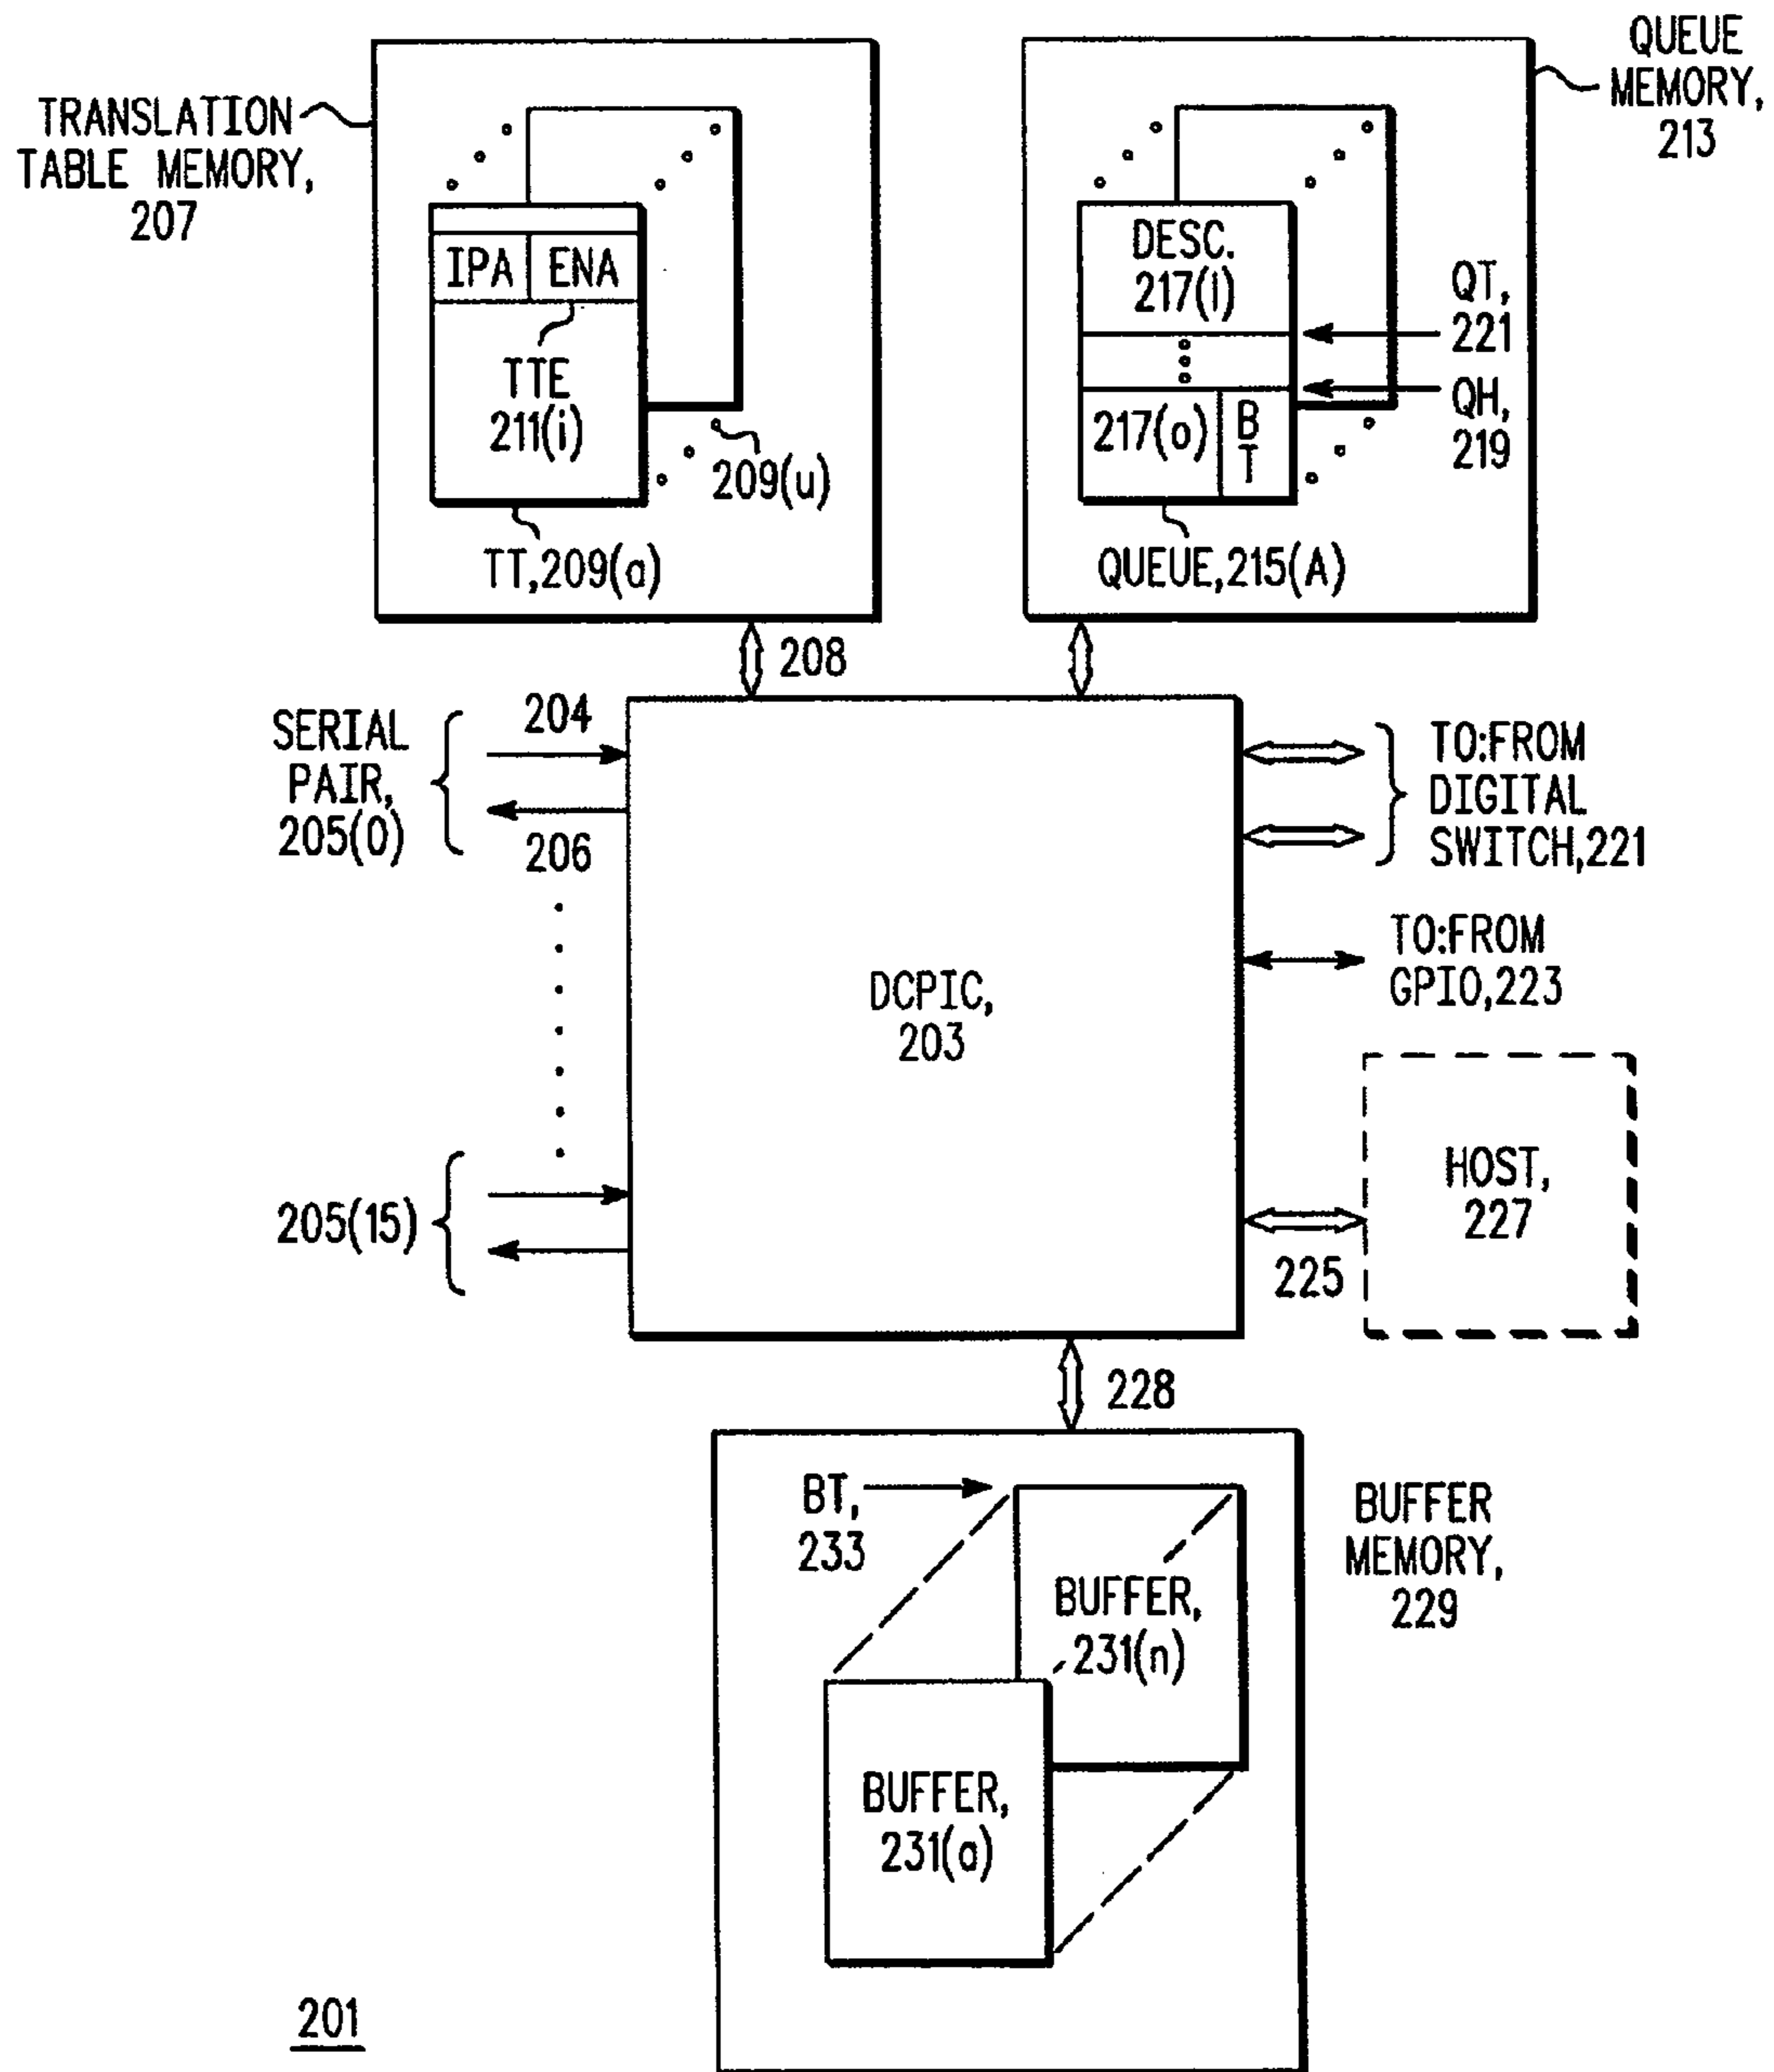 TRANSLATION
TABLE MEMORY,
207
QUEUE
MEMORY,
213
IPA
ENA
TTE
211(i)
209(u)
TT,209(a)
DESC.
217(l)
217(o)
B
T
QT,
221
QH,
219
QUEUE,215(A)
208
SERIAL
PAIR,
205(0)
204
206
205(15)
DCPIC,
203
TO:FROM
DIGITAL
SWITCH,221
TO:FROM
GPIO,223
HOST,
227
225
228
BT,
233
BUFFER,
231(n)
BUFFER,
231(a)
BUFFER
MEMORY,
229
201